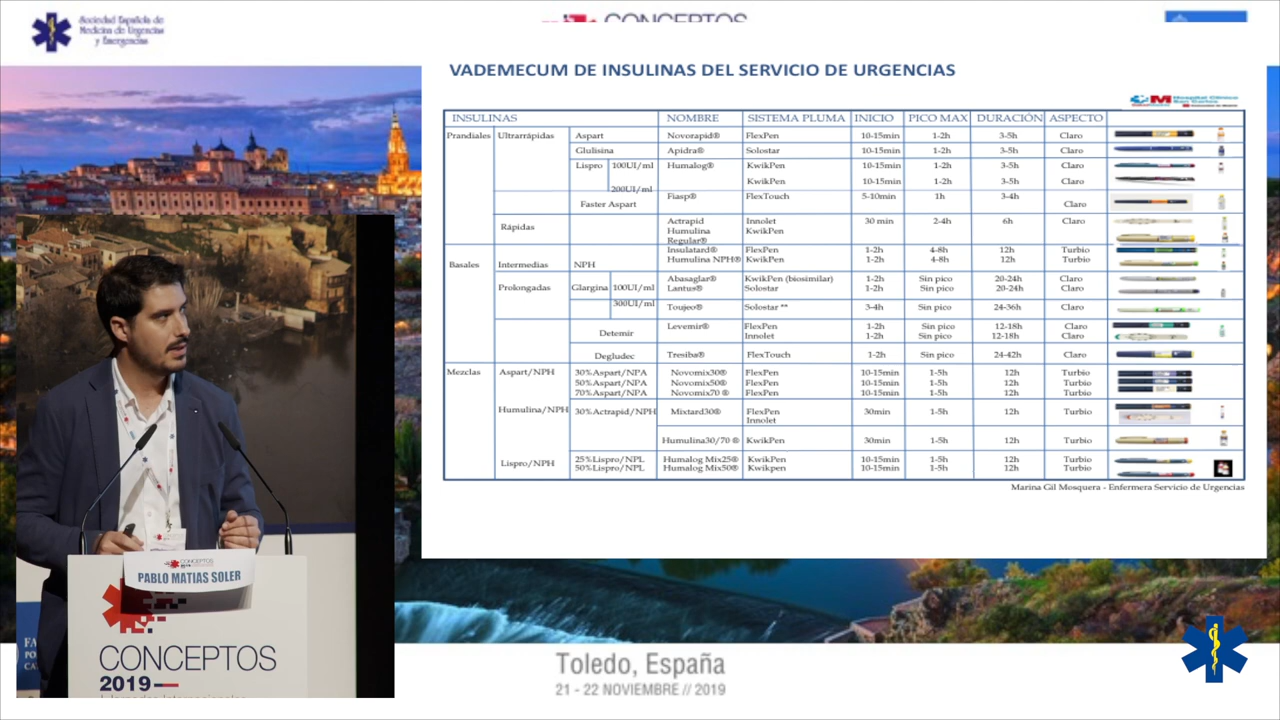 Sociedad Española de
Medicina de Urgencias
y Emergencias
CONCEPTOS
VADEMECUM DE INSULINAS DEL SERVICIO DE URGENCIAS
Hospital Clínico
San Carlos
INSULINAS NOMBRE SISTEMA PLUMA INICIO PICO MAX DURACIÓN ASPECTO
Prandiales Ultrarrápidas Aspart Novorapid® FlexPen 10-15min 1-2h 3-5h Claro
Glulisina Apidra® Solostar 10-15min 1-2h 3-5h Claro
Lispro 100UI/ml Humalog® KwikPen 10-15min 1-2h 3-5h Claro
200UI/ml KwikPen 10-15min 1-2h 3-5h Claro
Faster Aspart Fiasp® FlexTouch 5-10min 1h 3-4h Claro
Rápidas Actrapid Innolet 30 min 2-4h 6h Claro
Humulina KwikPen
Regular®
Insulatard® FlexPen 1-2h 4-8h 12h Turbio
Basales Intermedias NPH Humulina NPH® KwikPen 1-2h 4-8h 12h Turbio
Prolongadas Glargina 100UI/ml Abasaglar® KwikPen (biosimilar) 1-2h Sin pico 20-24h Claro
Lantus® Solostar 1-2h Sin pico 20-24h Claro
300UI/ml Toujeo® Solostar ** 3-4h Sin pico 24-36h Claro
Detemir Levemir® FlexPen 1-2h Sin pico 12-18h Claro
Innolet 1-2h Sin pico 12-18h Claro
Degludec Tresiba® FlexTouch 1-2h Sin pico 24-42h Claro
Mezclas Aspart/NPH 30%Aspart/NPA Novomix30® FlexPen 10-15min 1-5h 12h Turbio
50%Aspart/NPA Novomix50® FlexPen 10-15min 1-5h 12h Turbio
70%Aspart/NPA Novomix70 ® FlexPen 10-15min 1-5h 12h Turbio
Humulina/NPH 30%Actrapid/NPH Mixtard30® FlexPen 30min 1-5h 12h Turbio
Innolet
Humulina30/70 ® KwikPen 30min 1-5h 12h Turbio
Lispro/NPH 25%Lispro/NPL Humalog Mix25® KwikPen 10-15min 1-5h 12h Turbio
50%Lispro/NPL Humalog Mix50® Kwikpen 10-15min 1-5h 12h Turbio
Marina Gil Mosquera - Enfermera Servicio de Urgencias
CONCEPTOS
PABLO MATIAS SOLER
CONCEPTOS
2019
Toledo, España
21 - 22 NOVIEMBRE // 2019